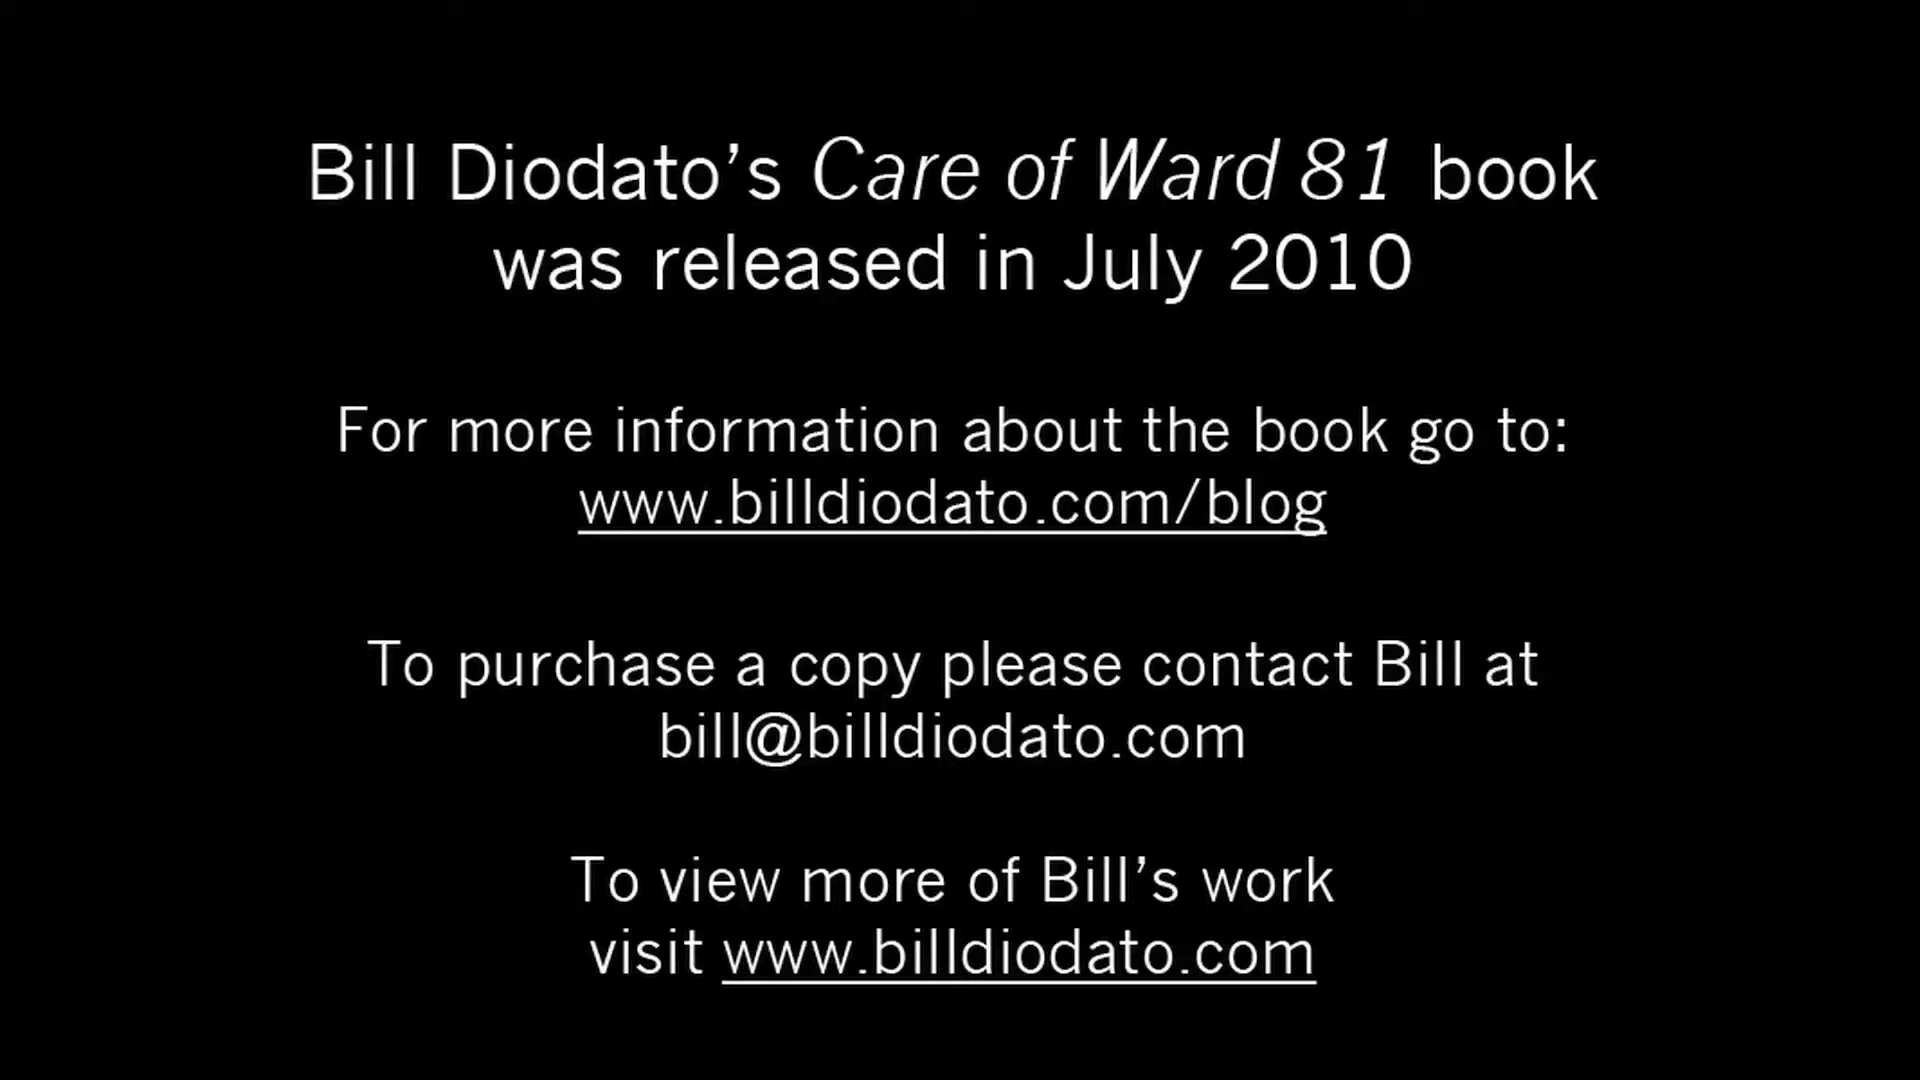 Bill Diodato’s Care of Ward 81 book
was released in July 2010
For more information about the book go to:
www.billdiodato.com/blog
To purchase a copy please contact Bill at
bill@billdiodato.com
To view more of Bill’s work
visit www.billdiodato.com